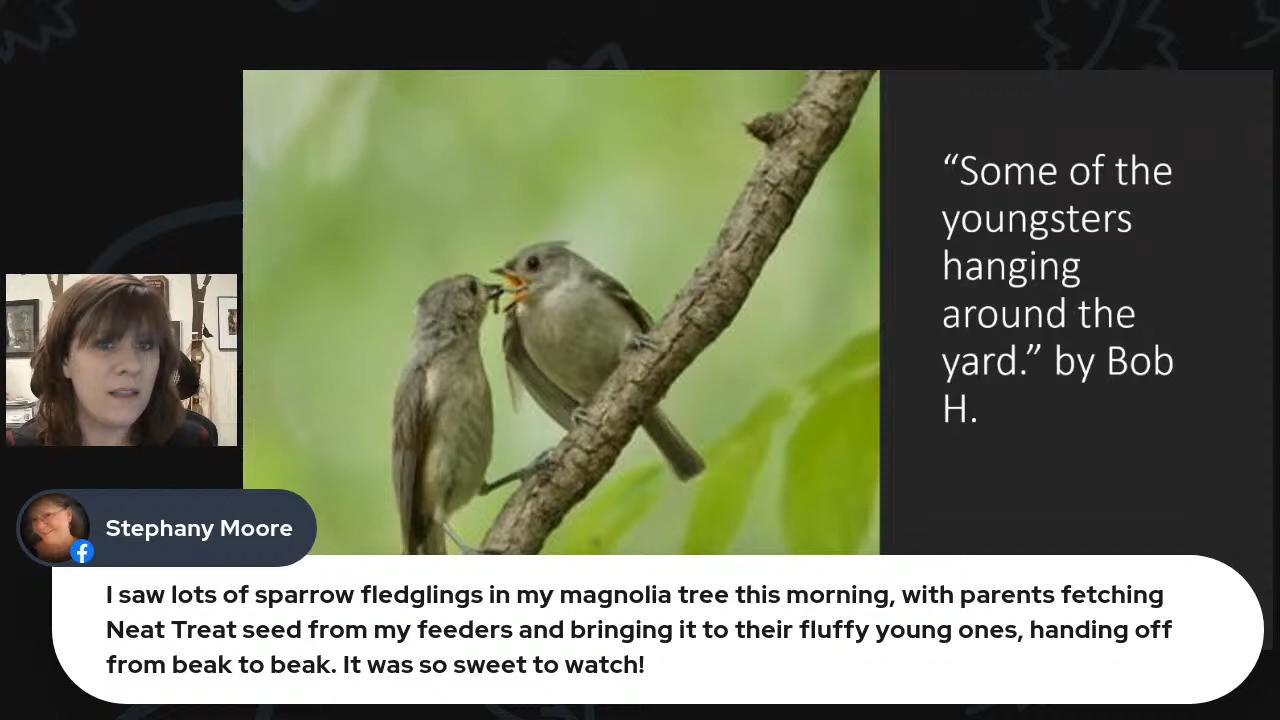 “Some of the
youngsters
hanging
around the
yard.” by Bob
H.
Stephany Moore
I saw lots of sparrow fledglings in my magnolia tree this morning, with parents fetching
Neat Treat seed from my feeders and bringing it to their fluffy young ones, handing off
from beak to beak. It was so sweet to watch!